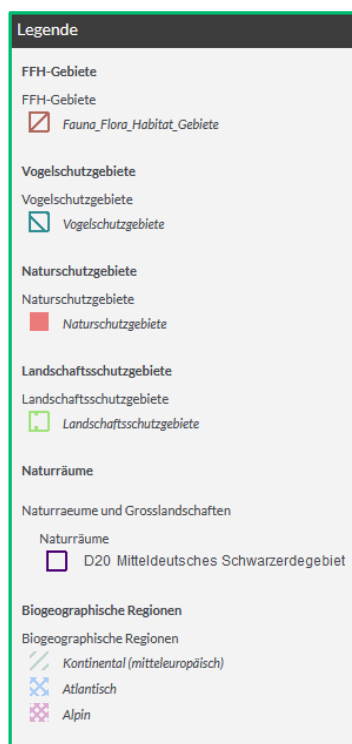 Legende
FFH-Gebiete
FFH-Gebiete
Fauna_Flora_Habitat_Gebiete
Vogelschutzgebiete
Vogelschutzgebiete
Vogelschutzgebiete
Naturschutzgebiete
Naturschutzgebiete
Naturschutzgebiete
Landschaftsschutzgebiete
Landschaftsschutzgebiete
Landschaftsschutzgebiete
Naturräume
Naturraeume und Grosslandschaften
Naturräume
D20 Mitteldeutsches Schwarzerdegebiet
Biogeographische Regionen
Biogeographische Regionen
Kontinental (mitteleuropäisch)
Atlantisch
Alpin